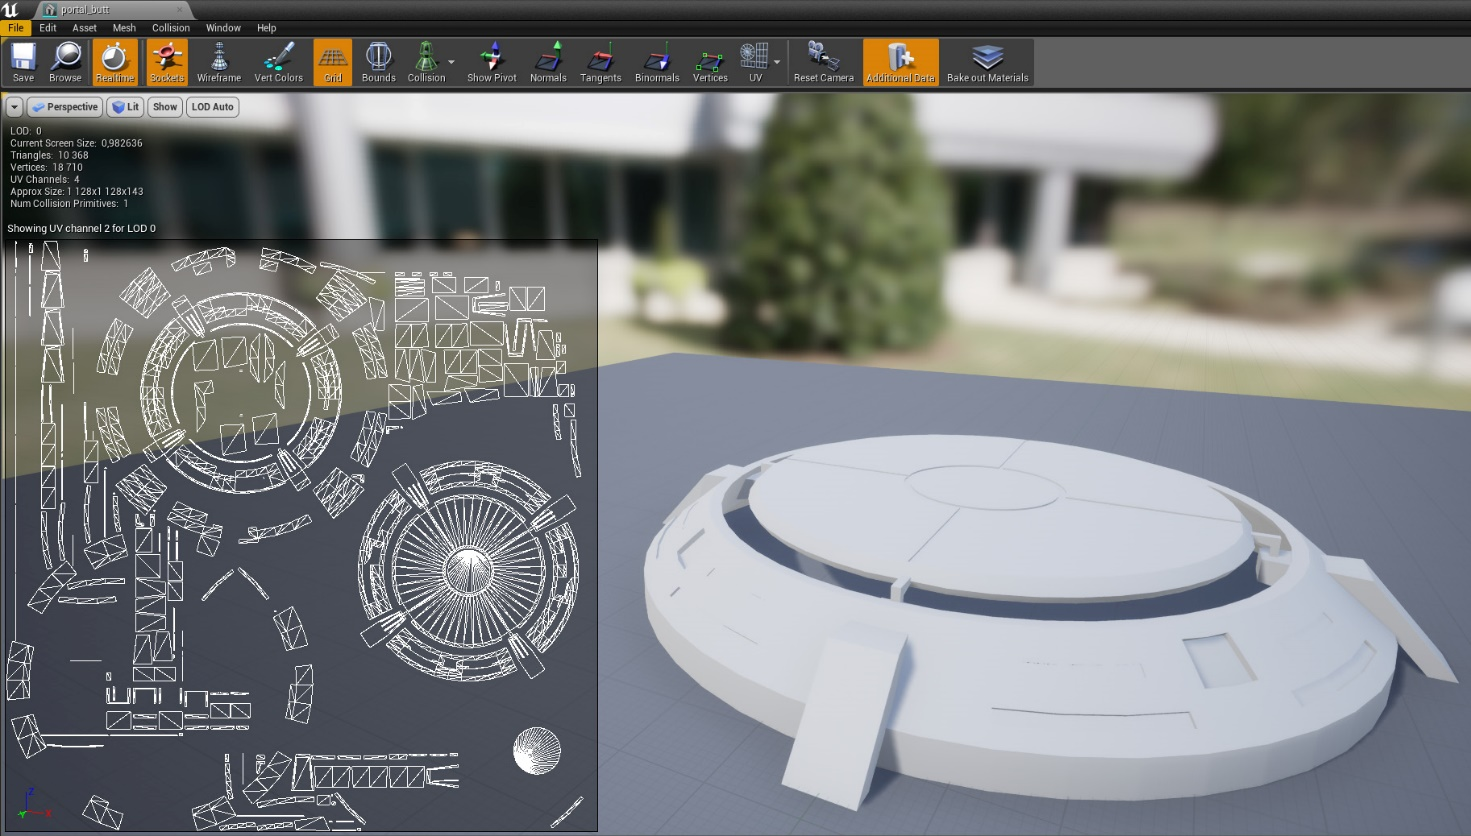 portal_butt
File Edit Asset Mesh Collision Window Help
Save Browse Realtime Sockets Wireframe Vert Colors Grid Bounds Collision Show Pivot Normals Tangents Binormals Vertices UV Reset Camera Additional Data Bake out Materials
Perspective Lit Show LOD Auto
LOD: 0
Current Screen Size: 0,982636
Triangles: 10 368
Vertices: 18 710
UV Channels: 4
Approx Size: 1 128x1 128x143
Num Collision Primitives: 1
Showing UV channel 2 for LOD 0
Z
X